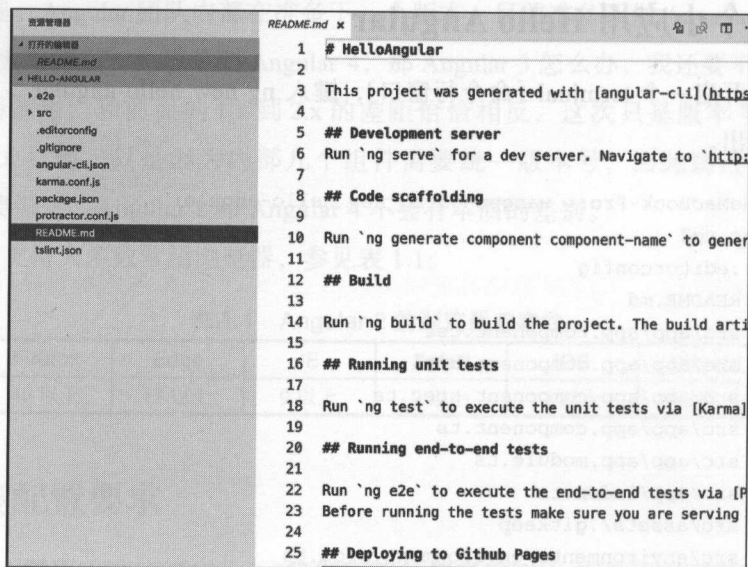 资源管理器
打开的编辑器
README.md
HELLO-ANGULAR
e2e
src
.editorconfig
.gitignore
angular-cli.json
karma.conf.js
package.json
protractor.conf.js
README.md
tslint.json
README.md ×
1 # HelloAngular
2
3 This project was generated with [angular-cli](https
4
5 ## Development server
6 Run `ng serve` for a dev server. Navigate to `http:
7
8 ## Code scaffolding
9
10 Run `ng generate component component-name` to gener
11
12 ## Build
13
14 Run `ng build` to build the project. The build arti
15
16 ## Running unit tests
17
18 Run `ng test` to execute the unit tests via [Karma]
19
20 ## Running end-to-end tests
21
22 Run `ng e2e` to execute the end-to-end tests via [P
23 Before running the tests make sure you are serving
24
25 ## Deploying to Github Pages